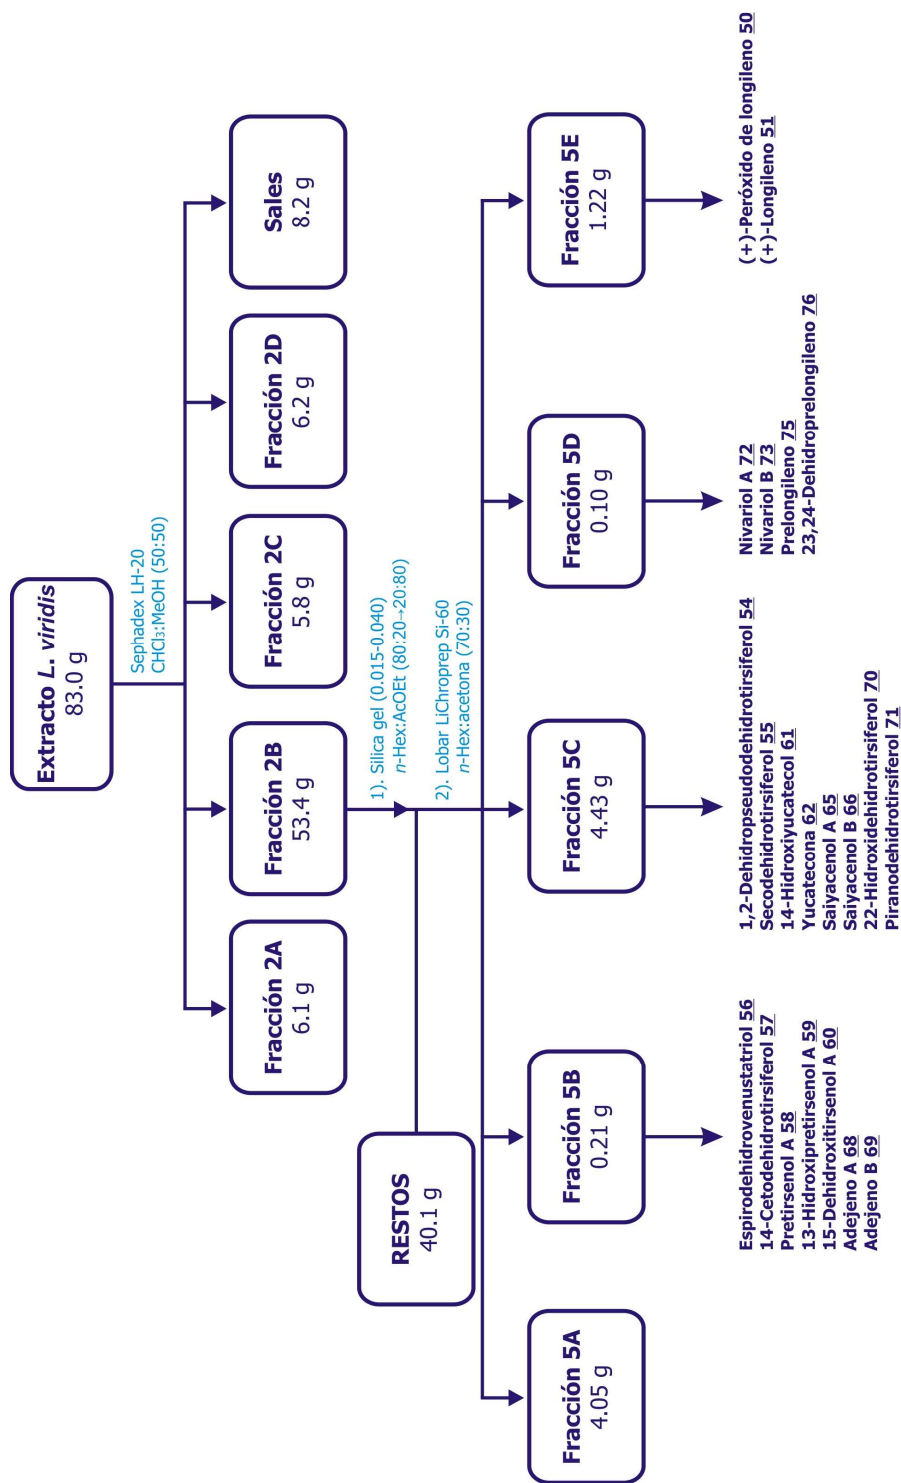 Extracto L. viridis
83.0 g
Sephadex LH-20
CHCl₃:MeOH (50:50)
Fracción 2A
6.1 g
Fracción 2B
53.4 g
Fracción 2C
5.8 g
Fracción 2D
6.2 g
Sales
8.2 g
1). Silica gel (0.015-0.040)
n-Hex:AcOEt (80:20→20:80)
RESTOS
40.1 g
2). Lobar LiChroprep Si-60
n-Hex:acetona (70:30)
Fracción 5A
4.05 g
Fracción 5B
0.21 g
Fracción 5C
4.43 g
Fracción 5D
0.10 g
Fracción 5E
1.22 g
Espirodehidrovenustatriol 56
14-Cetodehidrotirsiferol 57
Pretirsenol A 58
13-Hidroxipretirsenol A 59
15-Dehidroxitirsenol A 60
Adejeno A 68
Adejeno B 69
1,2-Dehidropseudodehidrotirsiferol 54
Secodehidrotirsiferol 55
14-Hidroxiyucatecol 61
Yucatecona 62
Saiyacenol A 65
Saiyacenol B 66
22-Hidroxidehidrotirsiferol 70
Piranodehidrotirsiferol 71
Nivariol A 72
Nivariol B 73
Prelongileno 75
23,24-Dehidroprelongileno 76
(+)-Peróxido de longileno 50
(+)-Longileno 51